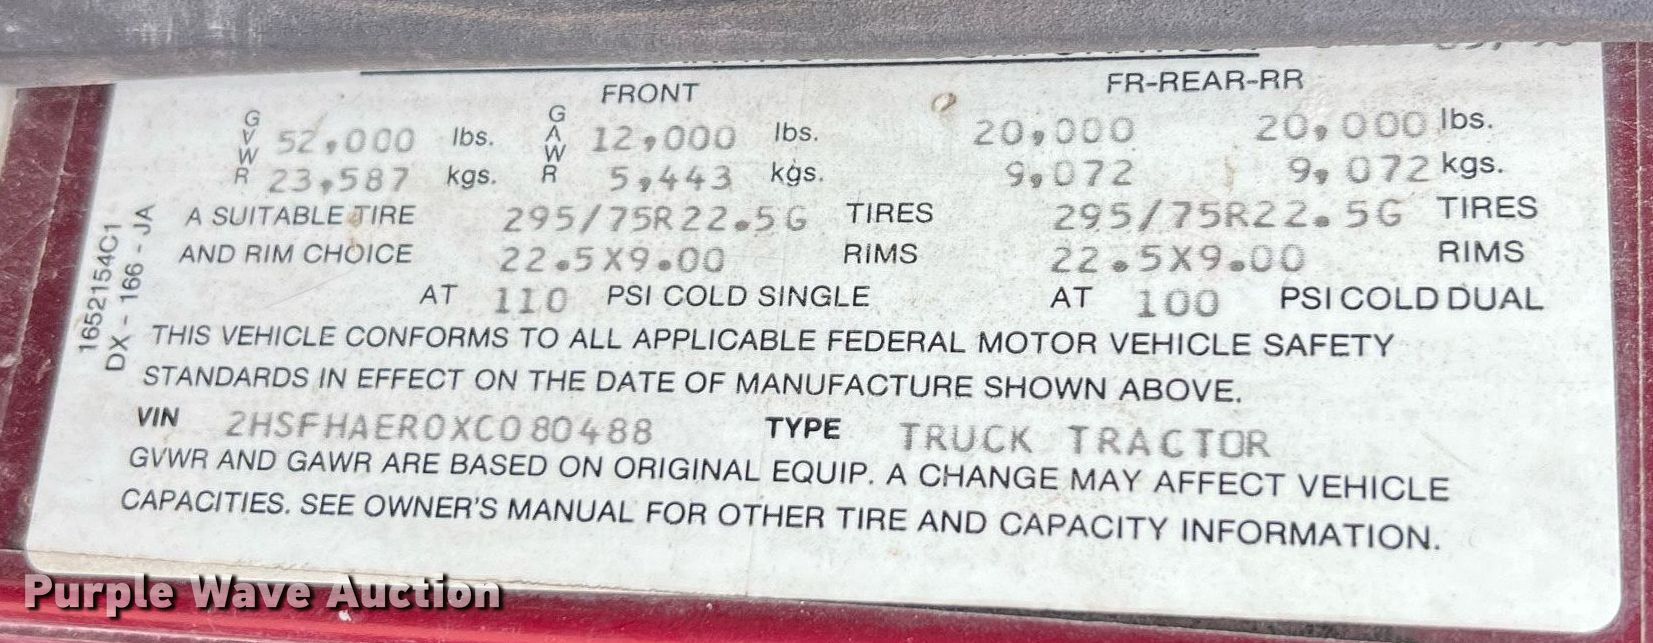 FRONT FR-REAR-RR
GVWR 52,000 lbs. GAWR 12,000 lbs. 20,000 20,000 lbs.
23,587 kgs. 5,443 kgs. 9,072 9,072 kgs.
A SUITABLE TIRE 295/75R22.5G TIRES 295/75R22.5G TIRES
AND RIM CHOICE 22.5X9.00 RIMS 22.5X9.00 RIMS
AT 110 PSI COLD SINGLE AT 100 PSI COLD DUAL
THIS VEHICLE CONFORMS TO ALL APPLICABLE FEDERAL MOTOR VEHICLE SAFETY
STANDARDS IN EFFECT ON THE DATE OF MANUFACTURE SHOWN ABOVE.
VIN 2HSFHAER0XC080488 TYPE TRUCK TRACTOR
GVWR AND GAWR ARE BASED ON ORIGINAL EQUIP. A CHANGE MAY AFFECT VEHICLE
CAPACITIES. SEE OWNER'S MANUAL FOR OTHER TIRE AND CAPACITY INFORMATION.
1652154C1
DX - 166 - JA
Purple Wave Auction